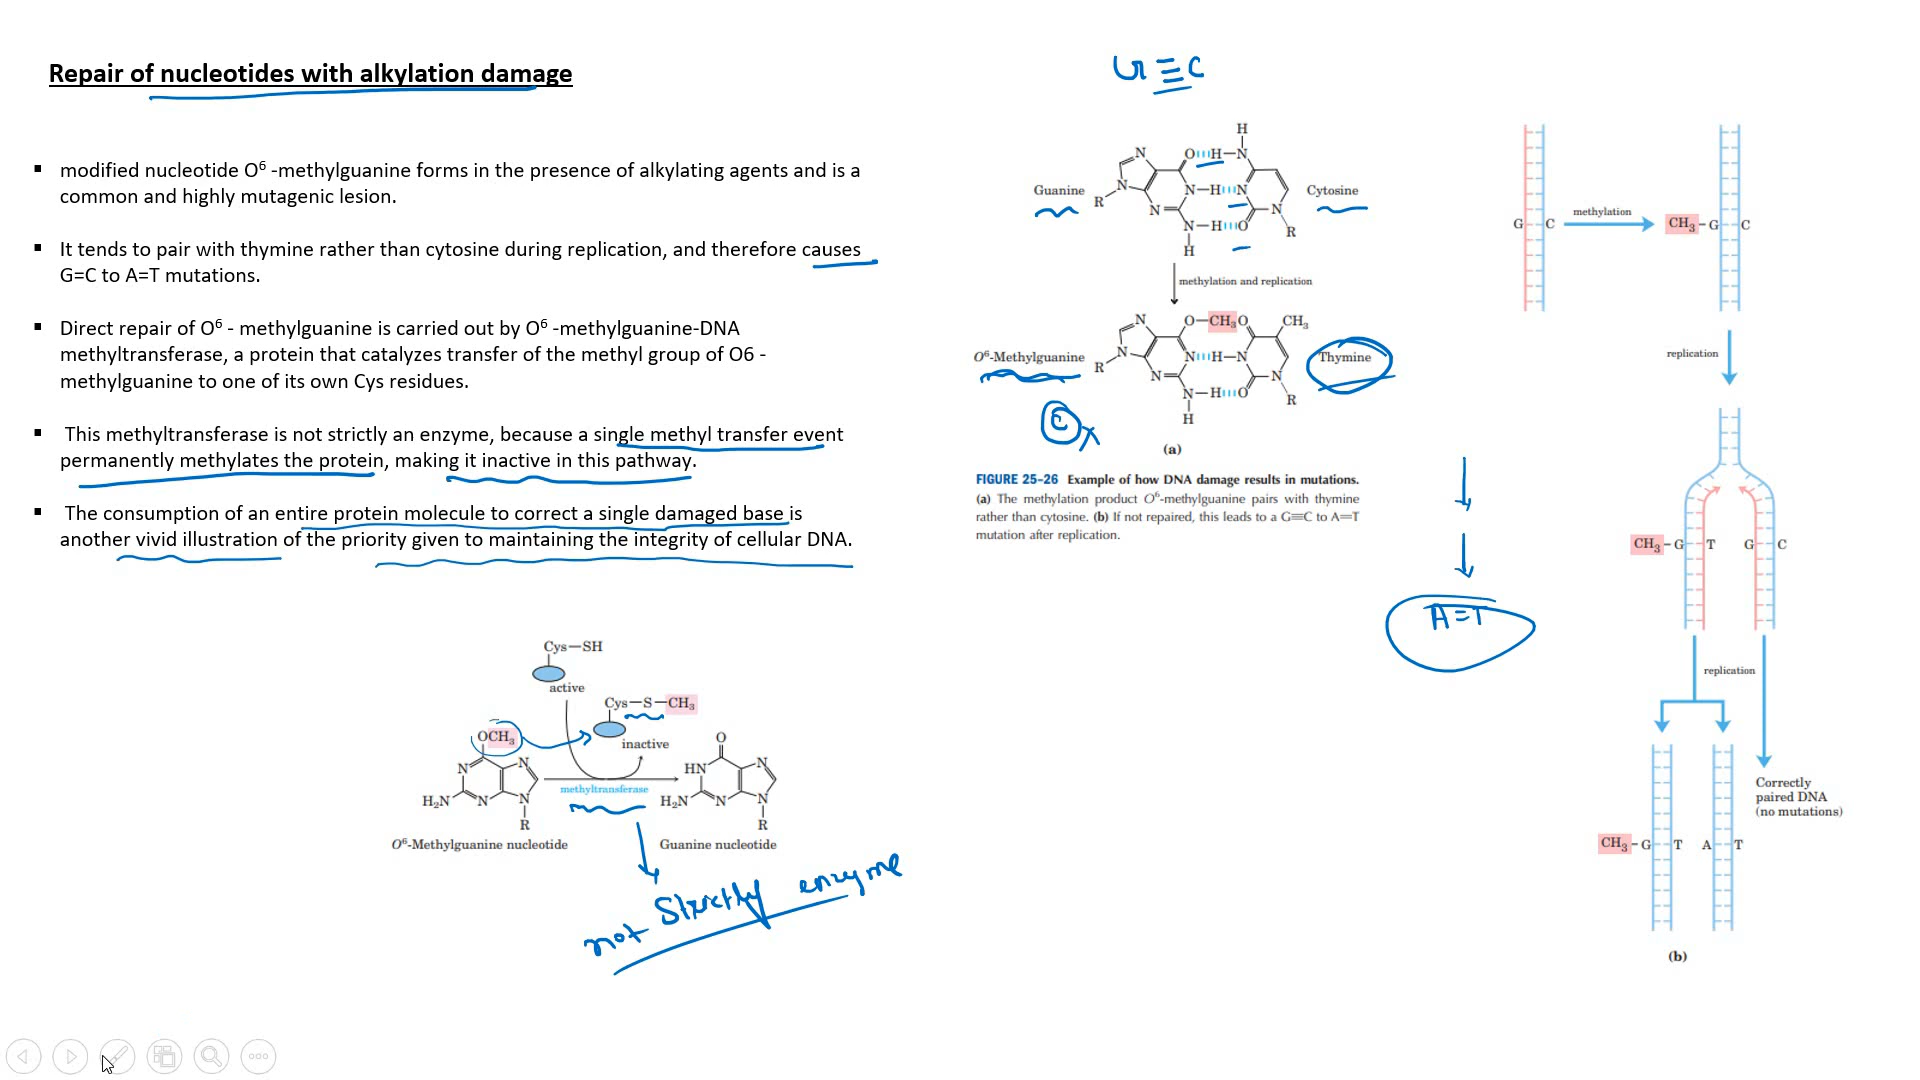 Repair of nucleotides with alkylation damage
▪ modified nucleotide O⁶ -methylguanine forms in the presence of alkylating agents and is a
common and highly mutagenic lesion.
▪ It tends to pair with thymine rather than cytosine during replication, and therefore causes
G=C to A=T mutations.
▪ Direct repair of O⁶ - methylguanine is carried out by O⁶ -methylguanine-DNA
methyltransferase, a protein that catalyzes transfer of the methyl group of O6 -
methylguanine to one of its own Cys residues.
▪ This methyltransferase is not strictly an enzyme, because a single methyl transfer event
permanently methylates the protein, making it inactive in this pathway.
▪ The consumption of an entire protein molecule to correct a single damaged base is
another vivid illustration of the priority given to maintaining the integrity of cellular DNA.
Cys—SH
active
Cys—S—CH₃
inactive
OCH₃
N
N
H₂N
N
N
R
methyltransferase
O
HN
N
H₂N
N
N
R
O⁶-Methylguanine nucleotide
Guanine nucleotide
not Strictly enzyme
G≡C
H
N
O
H—N
Guanine
R
N
N—H
N
Cytosine
N
N
N—H
O
R
H
methylation and replication
N
O—CH₃
O
CH₃
O⁶-Methylguanine
R
N
N
H—N
Thymine
N
N
N—H
O
R
H
C x
(a)
FIGURE 25-26 Example of how DNA damage results in mutations.
(a) The methylation product O⁶-methylguanine pairs with thymine
rather than cytosine. (b) If not repaired, this leads to a G≡C to A=T
mutation after replication.
A=T
G
C
methylation
CH₃-G
C
replication
CH₃-G
T
G
C
replication
Correctly
paired DNA
(no mutations)
CH₃-G
T
A
T
(b)